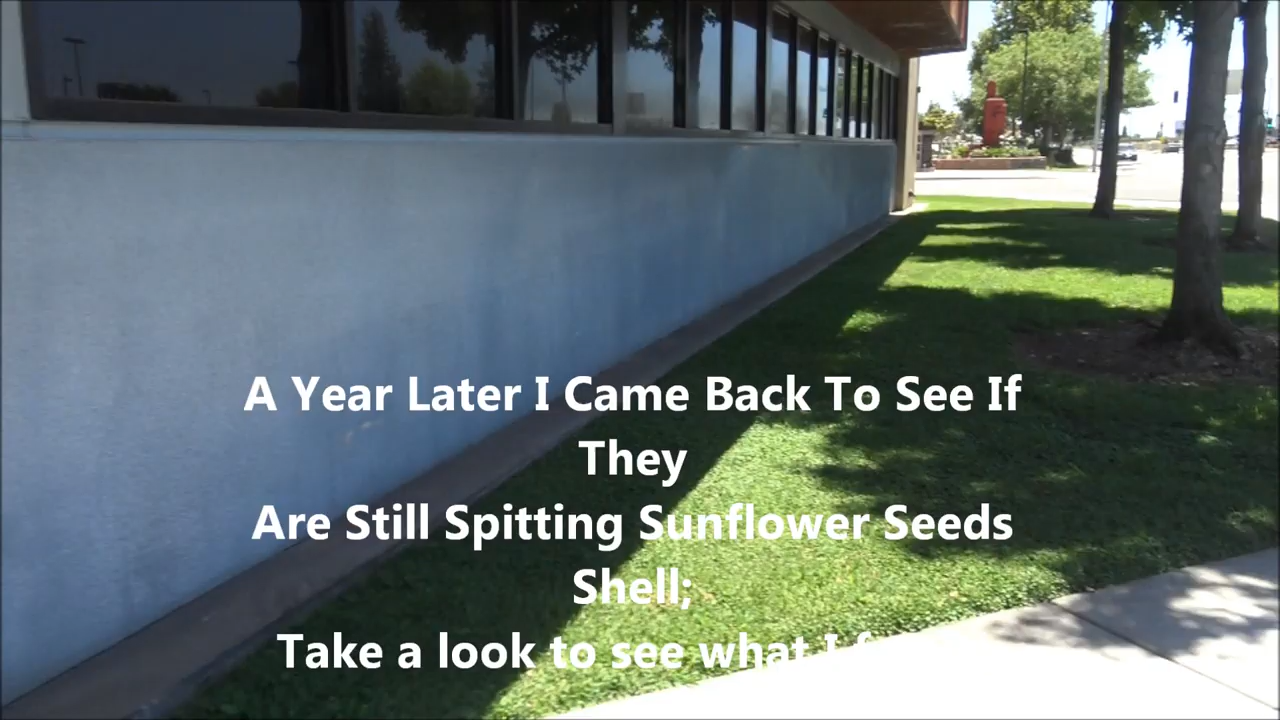 A Year Later I Came Back To See If
They
Are Still Spitting Sunflower Seeds
Shell;
Take a look to see what I